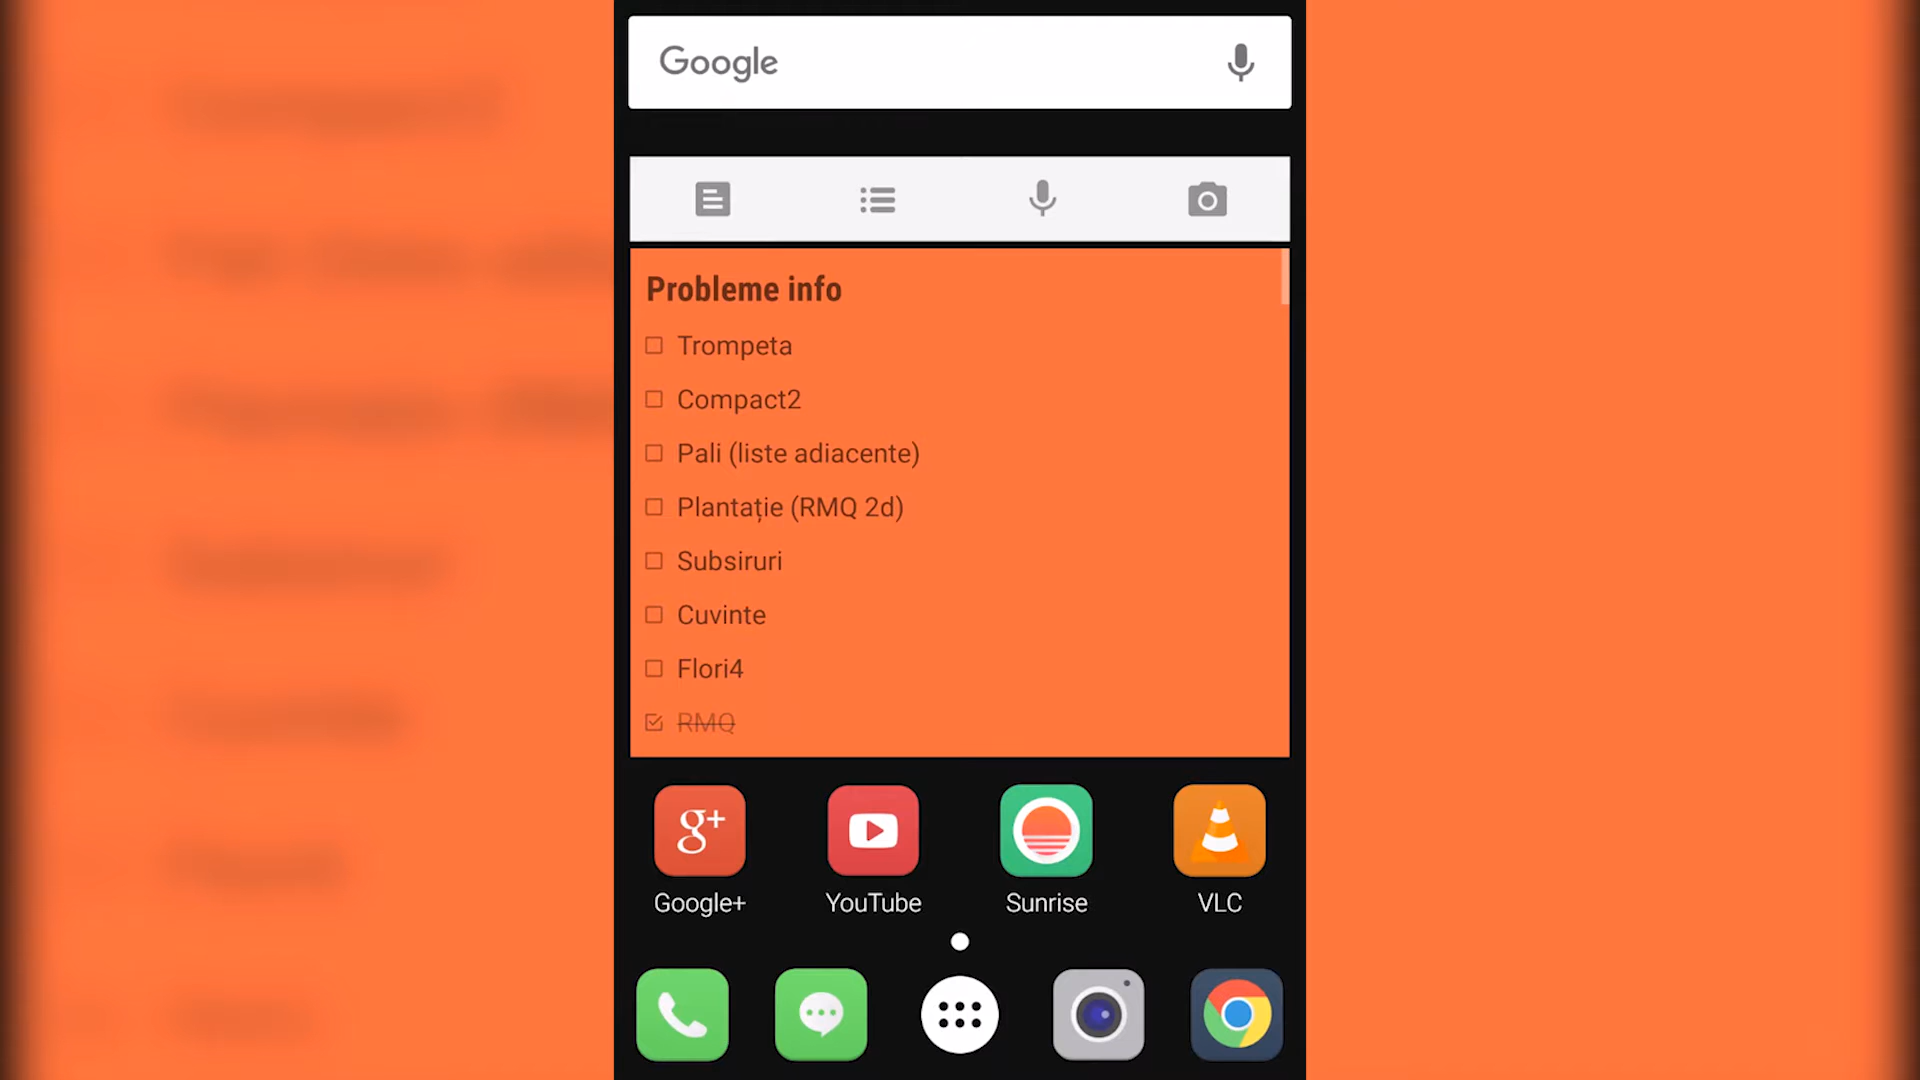 Google
Probleme info
Trompeta
Compact2
Pali (liste adiacente)
Plantație (RMQ 2d)
Subsiruri
Cuvinte
Flori4
RMQ
g+
Google+ YouTube Sunrise VLC